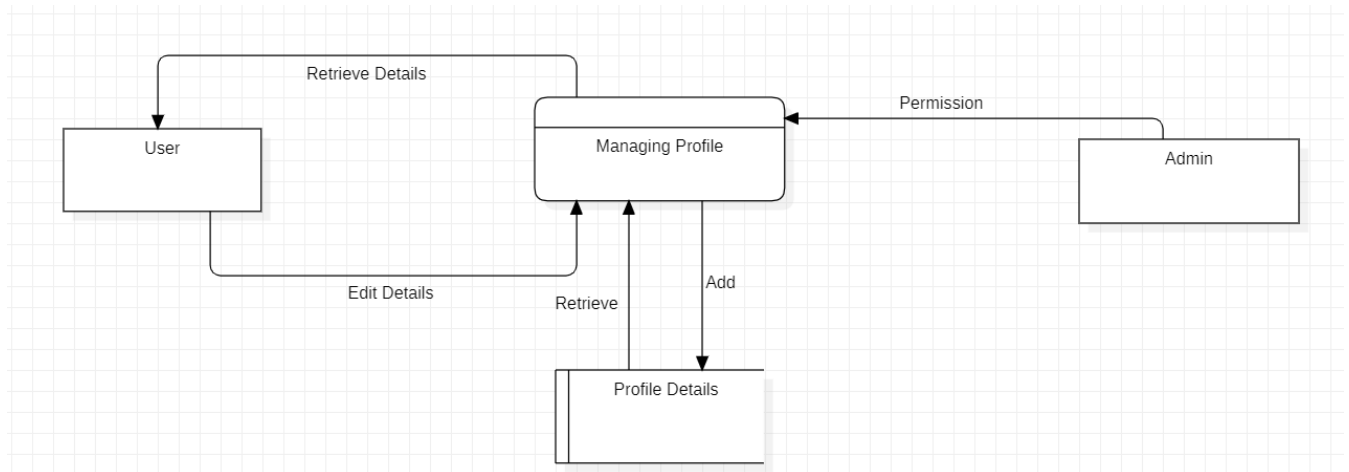 Retrieve Details
Permission
User
Managing Profile
Admin
Edit Details
Retrieve
Add
Profile Details